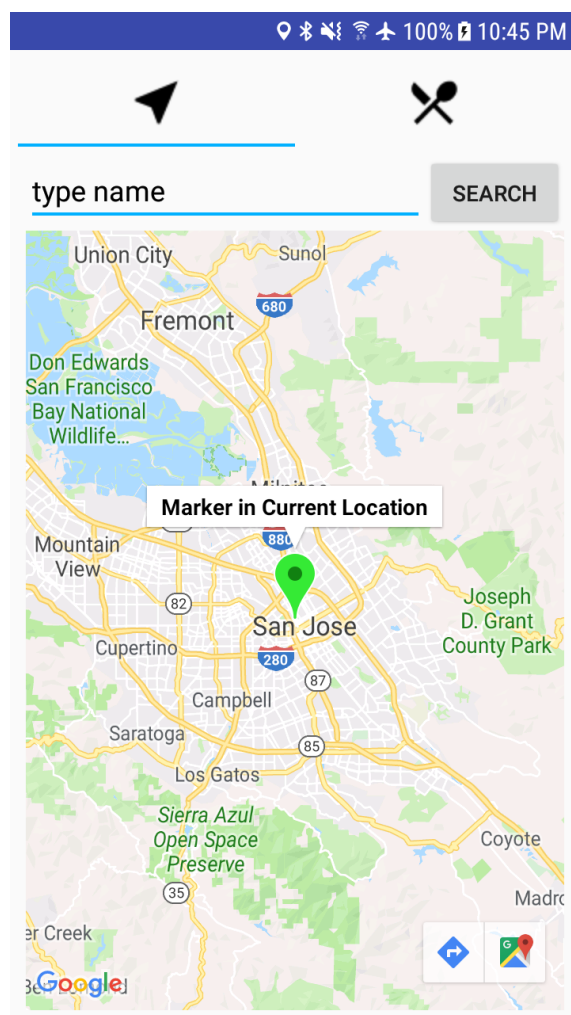 100% 10:45 PM
type name
SEARCH
Union City
Sunol
680
Fremont
Don Edwards
San Francisco
Bay National
Wildlife...
Marker in Current Location
880
Mountain
View
82
Joseph
D. Grant
County Park
San Jose
Cupertino
280
87
Campbell
Saratoga
85
Los Gatos
Sierra Azul
Open Space
Preserve
Coyote
35
Madro
er Creek
Google